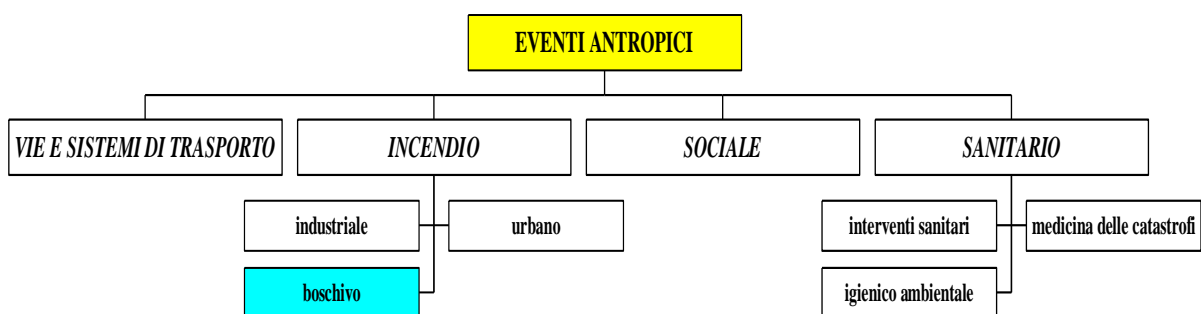 EVENTI ANTROPICI
VIE E SISTEMI DI TRASPORTO
INCENDIO
SOCIALE
SANITARIO
industriale
urbano
interventi sanitari
medicina delle catastrofi
boschivo
igienico ambientale